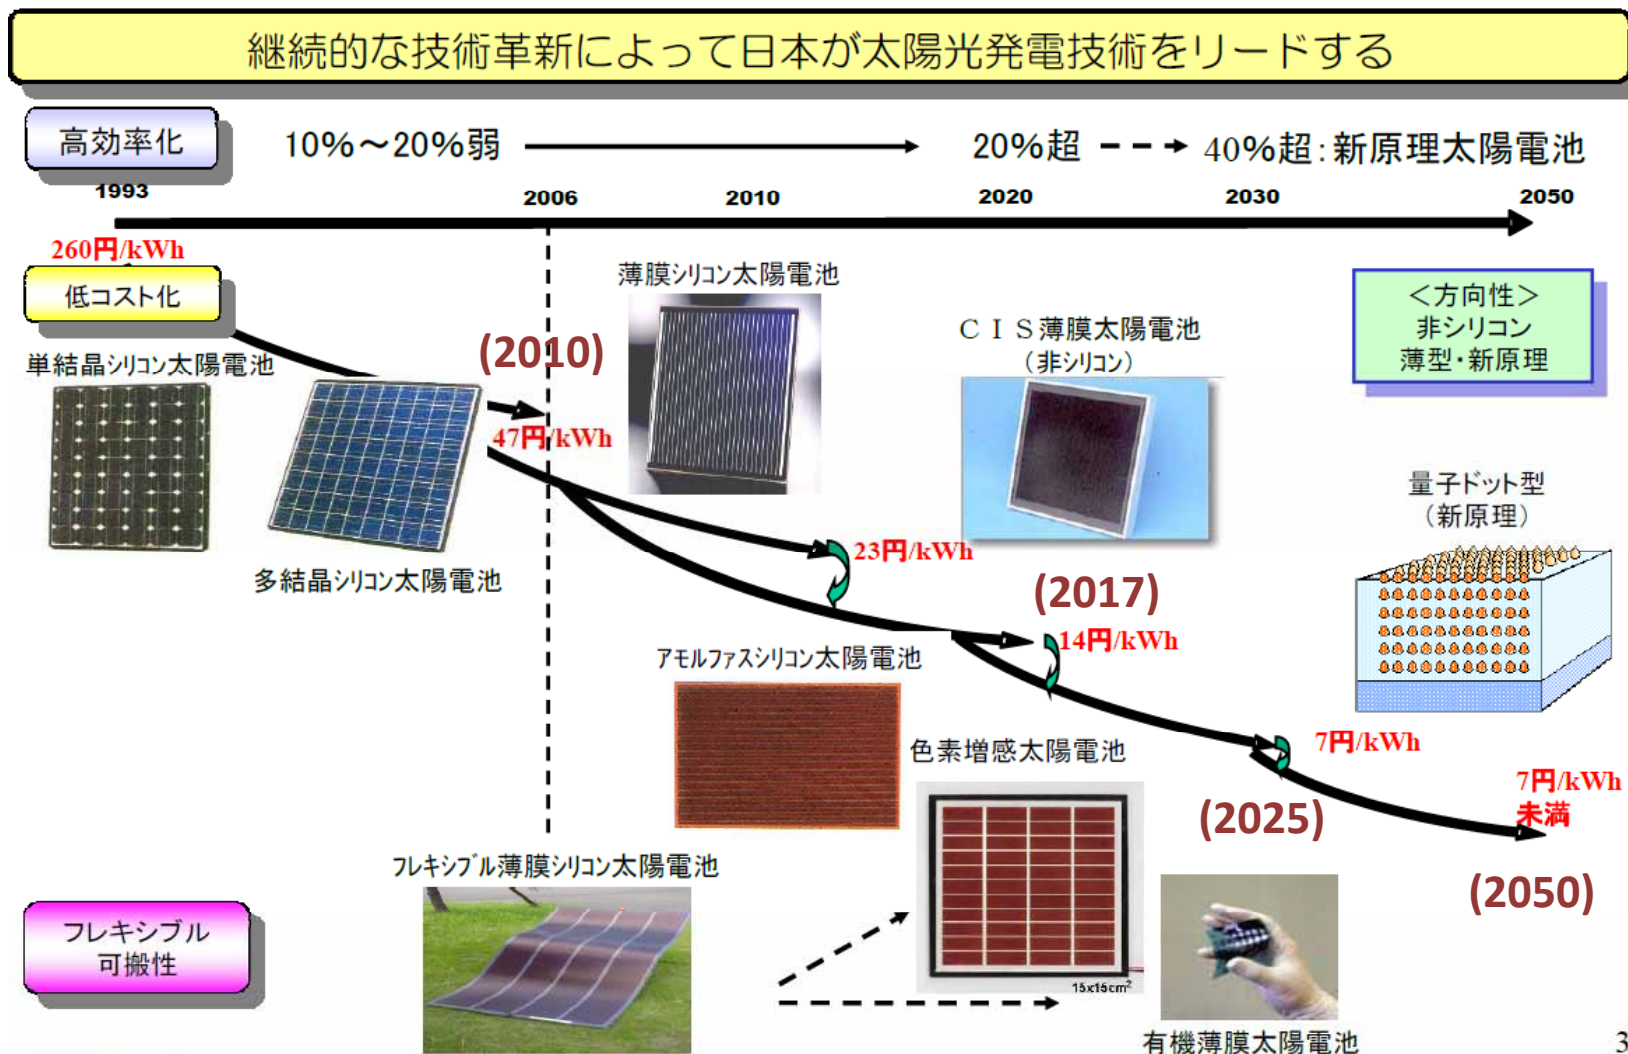 継続的な技術革新によって日本が太陽光発電技術をリードする
高効率化
10%～20%弱
20%超
40%超：新原理太陽電池
1993
2006
2010
2020
2030
2050
260円/kWh
低コスト化
薄膜シリコン太陽電池
＜方向性＞
非シリコン
薄型・新原理
ＣＩＳ薄膜太陽電池
（非シリコン）
単結晶シリコン太陽電池
(2010)
47円/kWh
多結晶シリコン太陽電池
23円/kWh
量子ドット型
（新原理）
(2017)
14円/kWh
アモルファスシリコン太陽電池
色素増感太陽電池
7円/kWh
7円/kWh
未満
(2025)
(2050)
フレキシブル薄膜シリコン太陽電池
フレキシブル
可搬性
15x15cm²
有機薄膜太陽電池
3